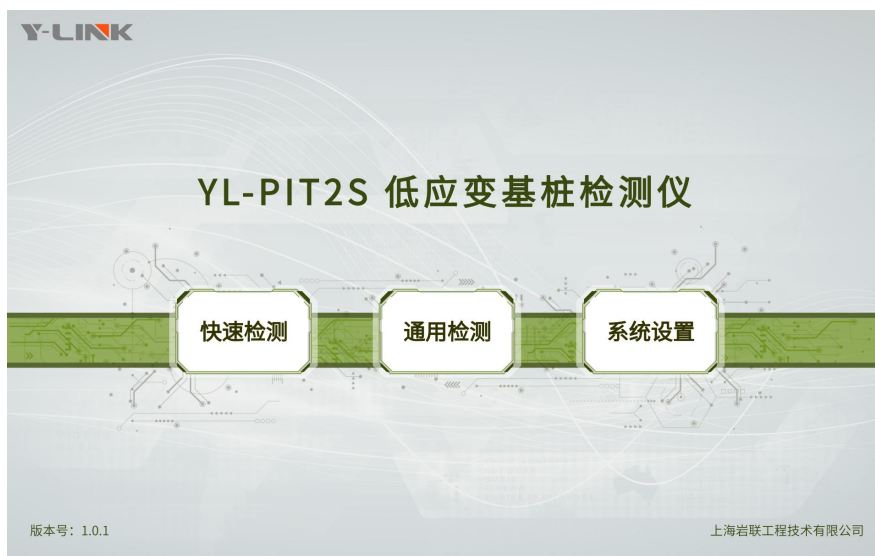 Y-LINK
YL-PIT2S 低应变基桩检测仪
快速检测 通用检测 系统设置
版本号：1.0.1 上海岩联工程技术有限公司